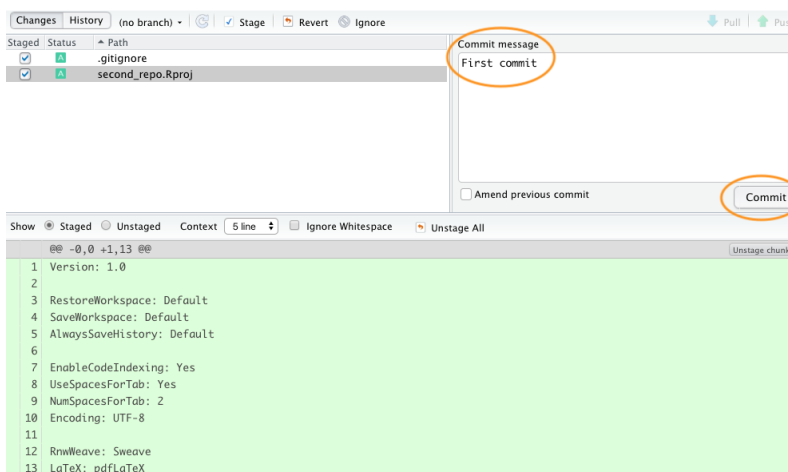 Changes History (no branch) Stage Revert Ignore Pull
Staged Status Path Commit message
A .gitignore
A second_repo.Rproj
First commit
Amend previous commit Commit
Show Staged Unstaged Context 5 line Ignore Whitespace Unstage All
@@ -0,0 +1,13 @@ Unstage chunk
1 Version: 1.0
2
3 RestoreWorkspace: Default
4 SaveWorkspace: Default
5 AlwaysSaveHistory: Default
6
7 EnableCodeIndexing: Yes
8 UseSpacesForTab: Yes
9 NumSpacesForTab: 2
10 Encoding: UTF-8
11
12 RnwWeave: Sweave
13 LaTeX: pdfLaTeX